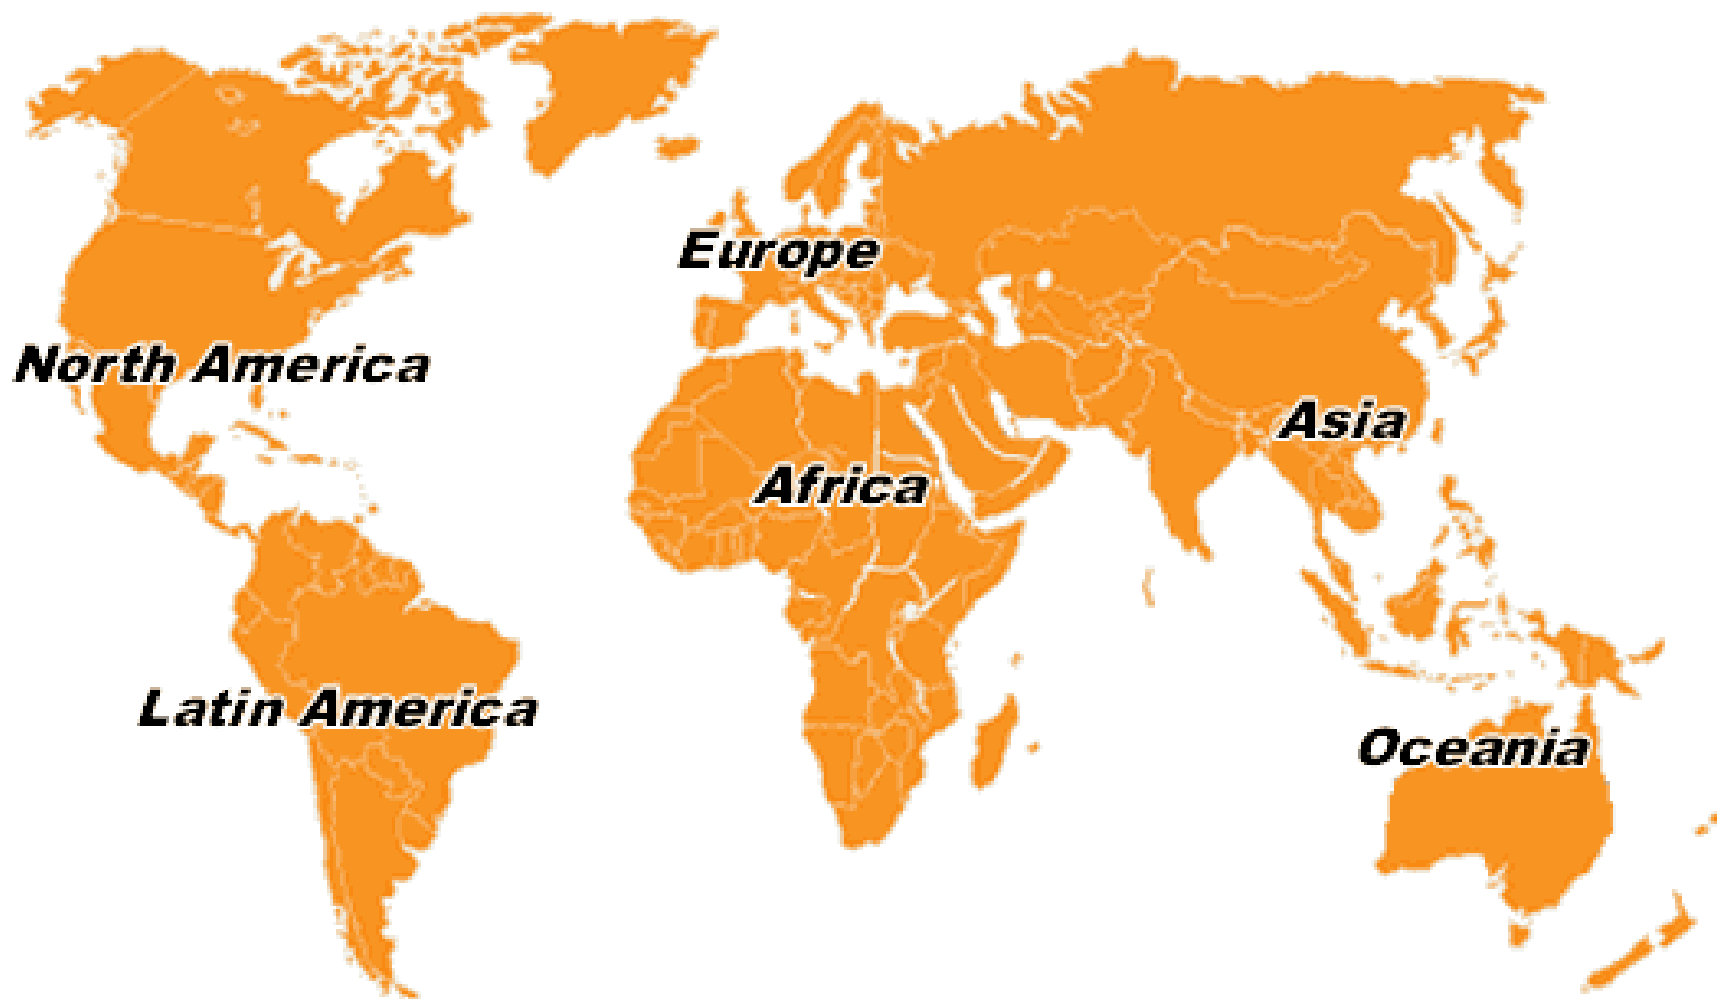 Europe
North America
Asia
Africa
Latin America
Oceania